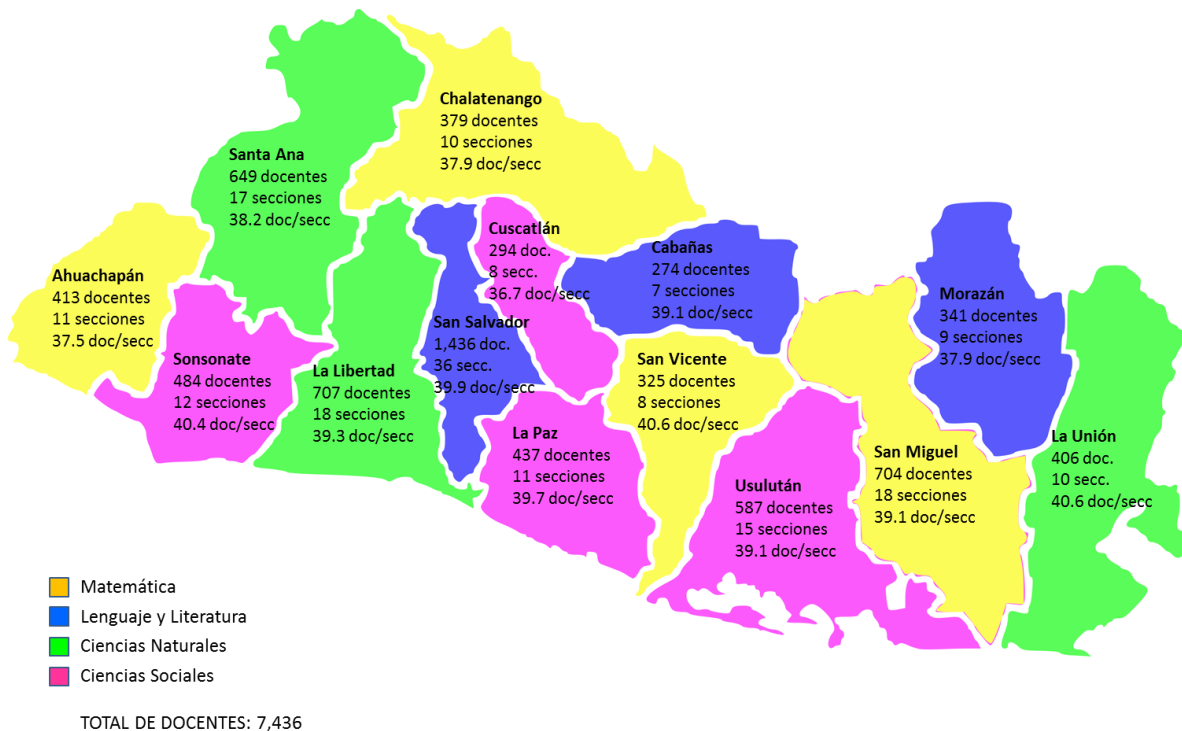 Chalatenango
379 docentes
10 secciones
37.9 doc/secc
Santa Ana
649 docentes
17 secciones
38.2 doc/secc
Cuscatlán
294 doc.
8 secc.
36.7 doc/secc
Cabañas
274 docentes
7 secciones
39.1 doc/secc
Ahuachapán
413 docentes
11 secciones
37.5 doc/secc
Morazán
341 docentes
9 secciones
37.9 doc/secc
San Salvador
1,436 doc.
36 secc.
39.9 doc/secc
Sonsonate
484 docentes
12 secciones
40.4 doc/secc
La Libertad
707 docentes
18 secciones
39.3 doc/secc
San Vicente
325 docentes
8 secciones
40.6 doc/secc
La Paz
437 docentes
11 secciones
39.7 doc/secc
Usulután
587 docentes
15 secciones
39.1 doc/secc
San Miguel
704 docentes
18 secciones
39.1 doc/secc
La Unión
406 doc.
10 secc.
40.6 doc/secc
Matemática
Lenguaje y Literatura
Ciencias Naturales
Ciencias Sociales
TOTAL DE DOCENTES: 7,436